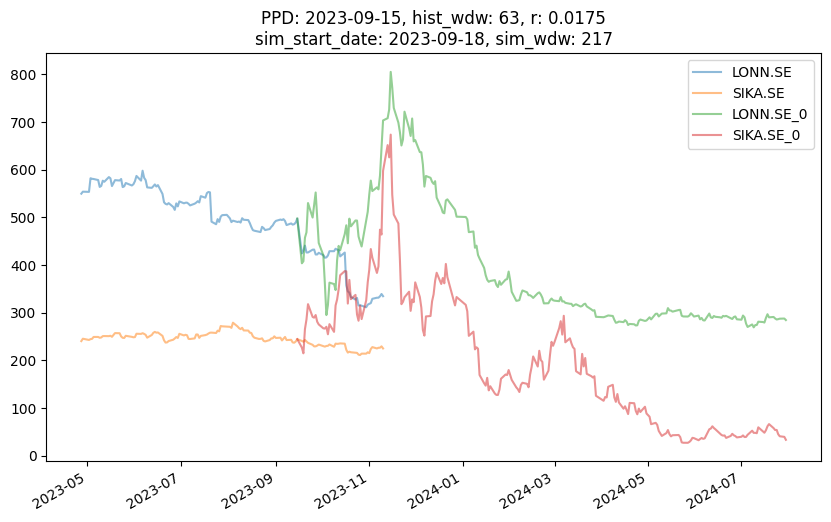 PPD: 2023-09-15, hist_wdw: 63, r: 0.0175
sim_start_date: 2023-09-18, sim_wdw: 217
LONN.SE
SIKA.SE
LONN.SE_0
SIKA.SE_0
800
700
600
500
400
300
200
100
0
2023-05
2023-07
2023-09
2023-11
2024-01
2024-03
2024-05
2024-07